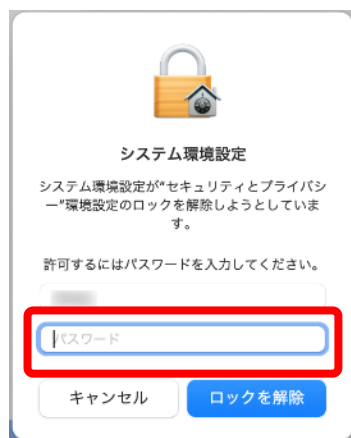 システム環境設定
システム環境設定が"セキュリティとプライバシ
ー"環境設定のロックを解除しようとしていま
す。
許可するにはパスワードを入力してください。
パスワード
キャンセル
ロックを解除